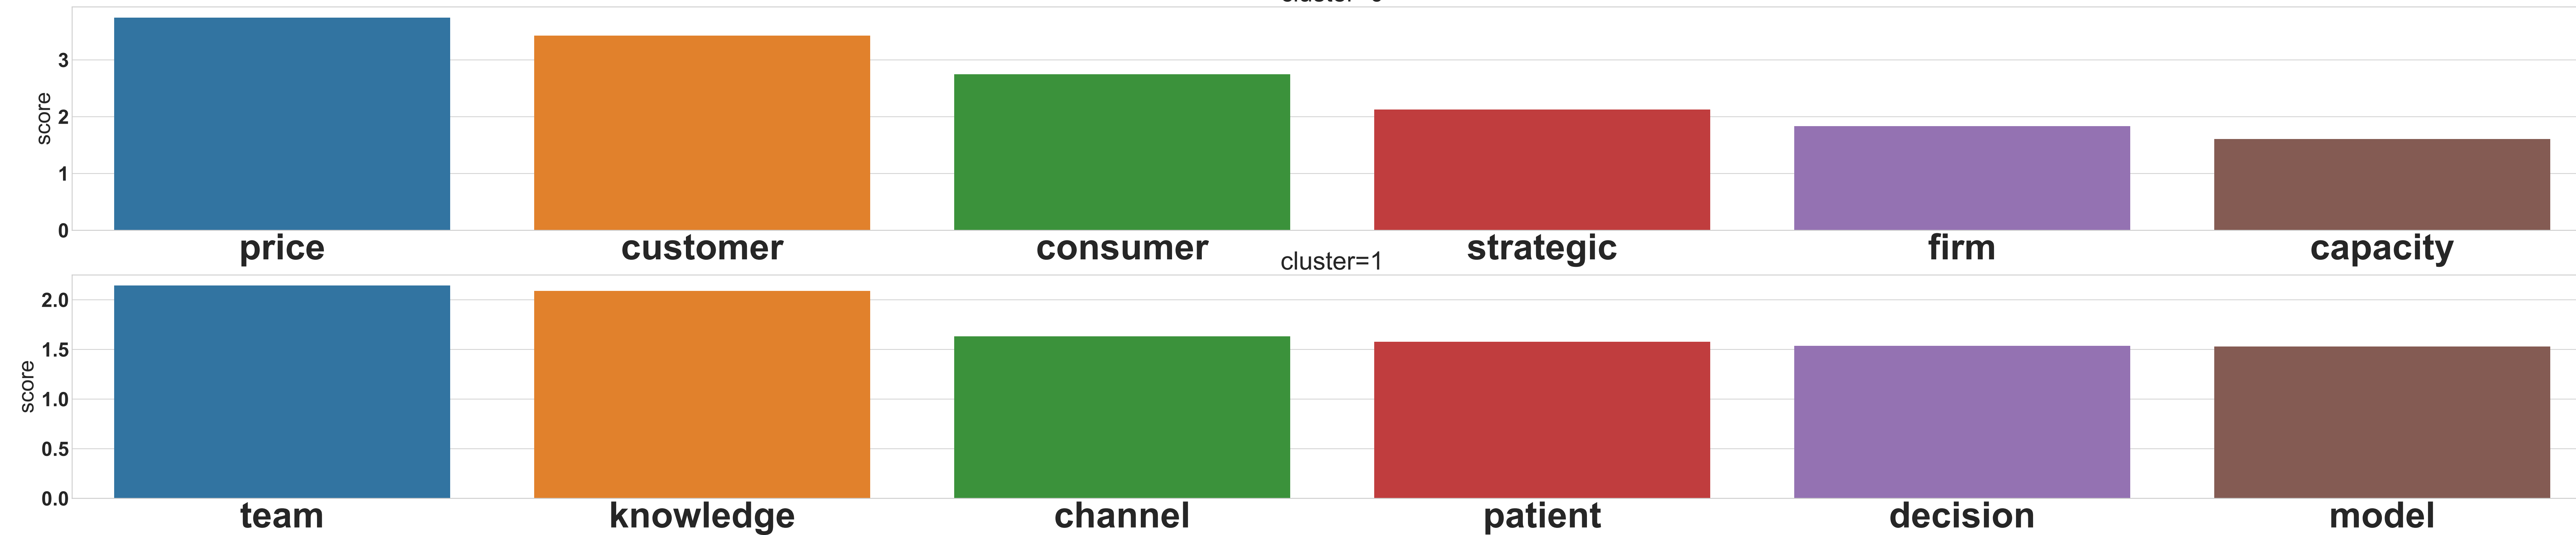 score
3
2
1
0
price customer consumer strategic firm capacity
cluster=1
score
2.0
1.5
1.0
0.5
0.0
team knowledge channel patient decision model